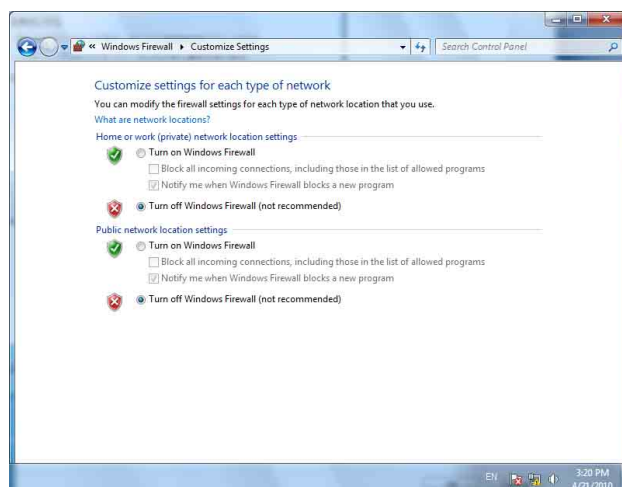 « Windows Firewall ▸ Customize Settings
Search Control Panel
Customize settings for each type of network
You can modify the firewall settings for each type of network location that you use.
What are network locations?
Home or work (private) network location settings
Turn on Windows Firewall
Block all incoming connections, including those in the list of allowed programs
Notify me when Windows Firewall blocks a new program
Turn off Windows Firewall (not recommended)
Public network location settings
Turn on Windows Firewall
Block all incoming connections, including those in the list of allowed programs
Notify me when Windows Firewall blocks a new program
Turn off Windows Firewall (not recommended)
EN
3:20 PM
4/21/2010